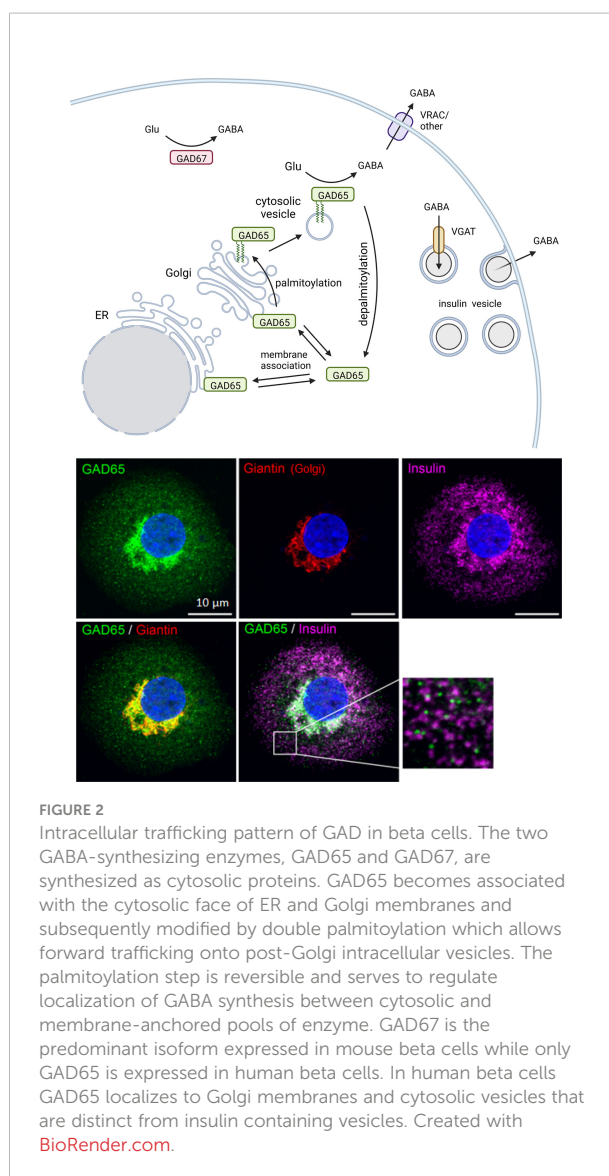 GABA
VRAC/
other
Glu
GABA
GAD67
Glu
GABA
GAD65
cytosolic
vesicle
GAD65
GABA
VGAT
GABA
Golgi
palmitoylation
depalmitoylation
insulin vesicle
ER
GAD65
membrane
association
GAD65
GAD65
GAD65
Giantin (Golgi)
Insulin
10 µm
GAD65 / Giantin
GAD65 / Insulin
FIGURE 2
Intracellular trafficking pattern of GAD in beta cells. The two
GABA-synthesizing enzymes, GAD65 and GAD67, are
synthesized as cytosolic proteins. GAD65 becomes associated
with the cytosolic face of ER and Golgi membranes and
subsequently modified by double palmitoylation which allows
forward trafficking onto post-Golgi intracellular vesicles. The
palmitoylation step is reversible and serves to regulate
localization of GABA synthesis between cytosolic and
membrane-anchored pools of enzyme. GAD67 is the
predominant isoform expressed in mouse beta cells while only
GAD65 is expressed in human beta cells. In human beta cells
GAD65 localizes to Golgi membranes and cytosolic vesicles that
are distinct from insulin containing vesicles. Created with
BioRender.com.